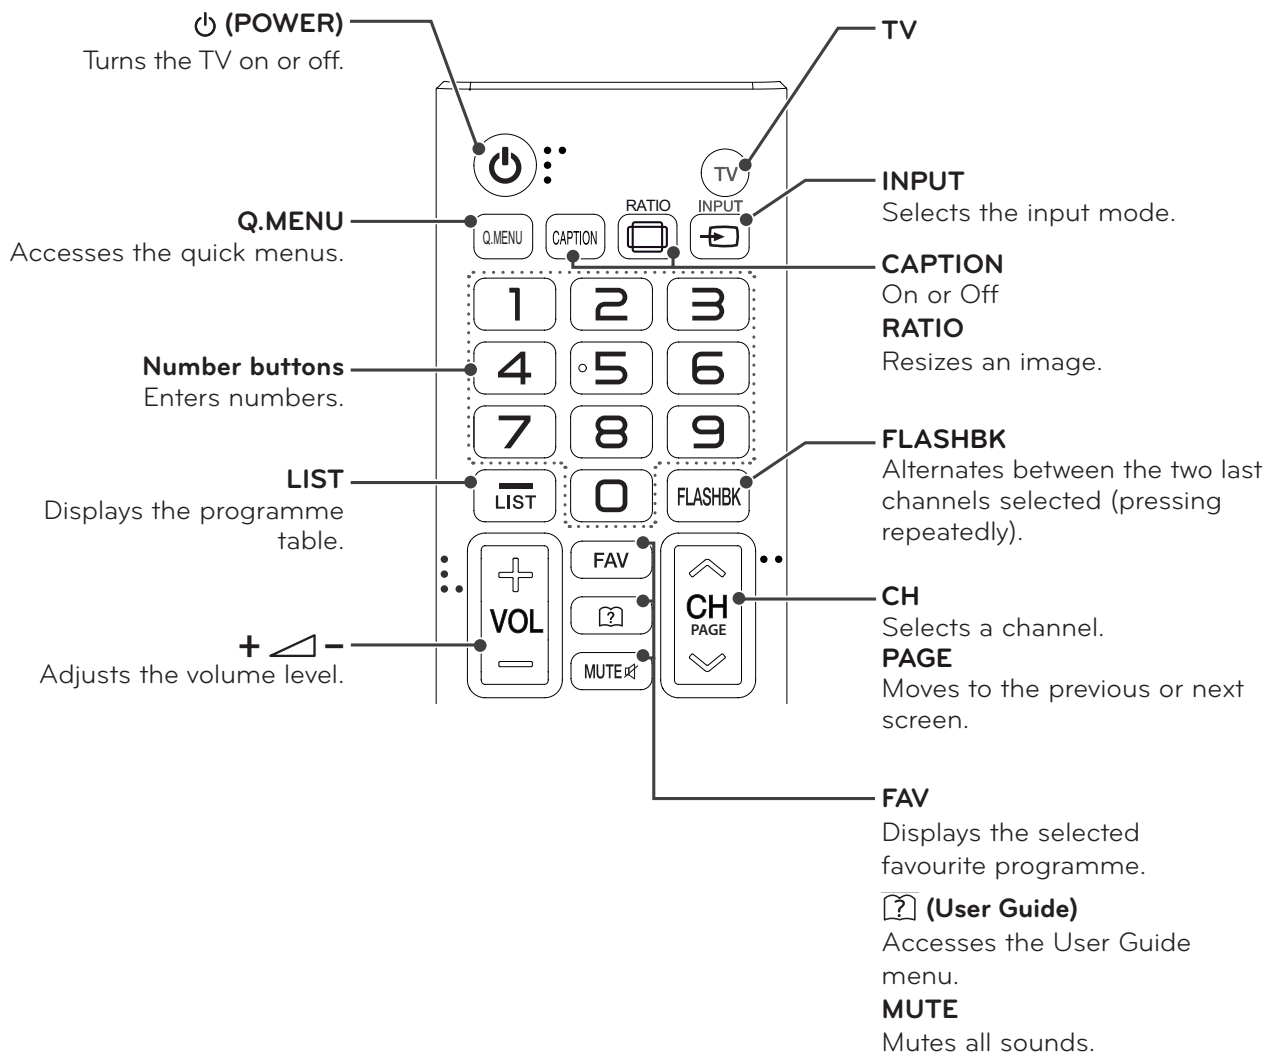 (POWER)
Turns the TV on or off.
Q.MENU
Accesses the quick menus.
Number buttons
Enters numbers.
LIST
Displays the programme
table.
+ −
Adjusts the volume level.
TV
RATIO
INPUT
Q.MENU
CAPTION
1
2
3
4
5
6
7
8
9
LIST
0
FLASHBK
+
VOL
−
FAV
?
MUTE
CH
PAGE
TV
INPUT
Selects the input mode.
CAPTION
On or Off
RATIO
Resizes an image.
FLASHBK
Alternates between the two last
channels selected (pressing
repeatedly).
CH
Selects a channel.
PAGE
Moves to the previous or next
screen.
FAV
Displays the selected
favourite programme.
? (User Guide)
Accesses the User Guide
menu.
MUTE
Mutes all sounds.